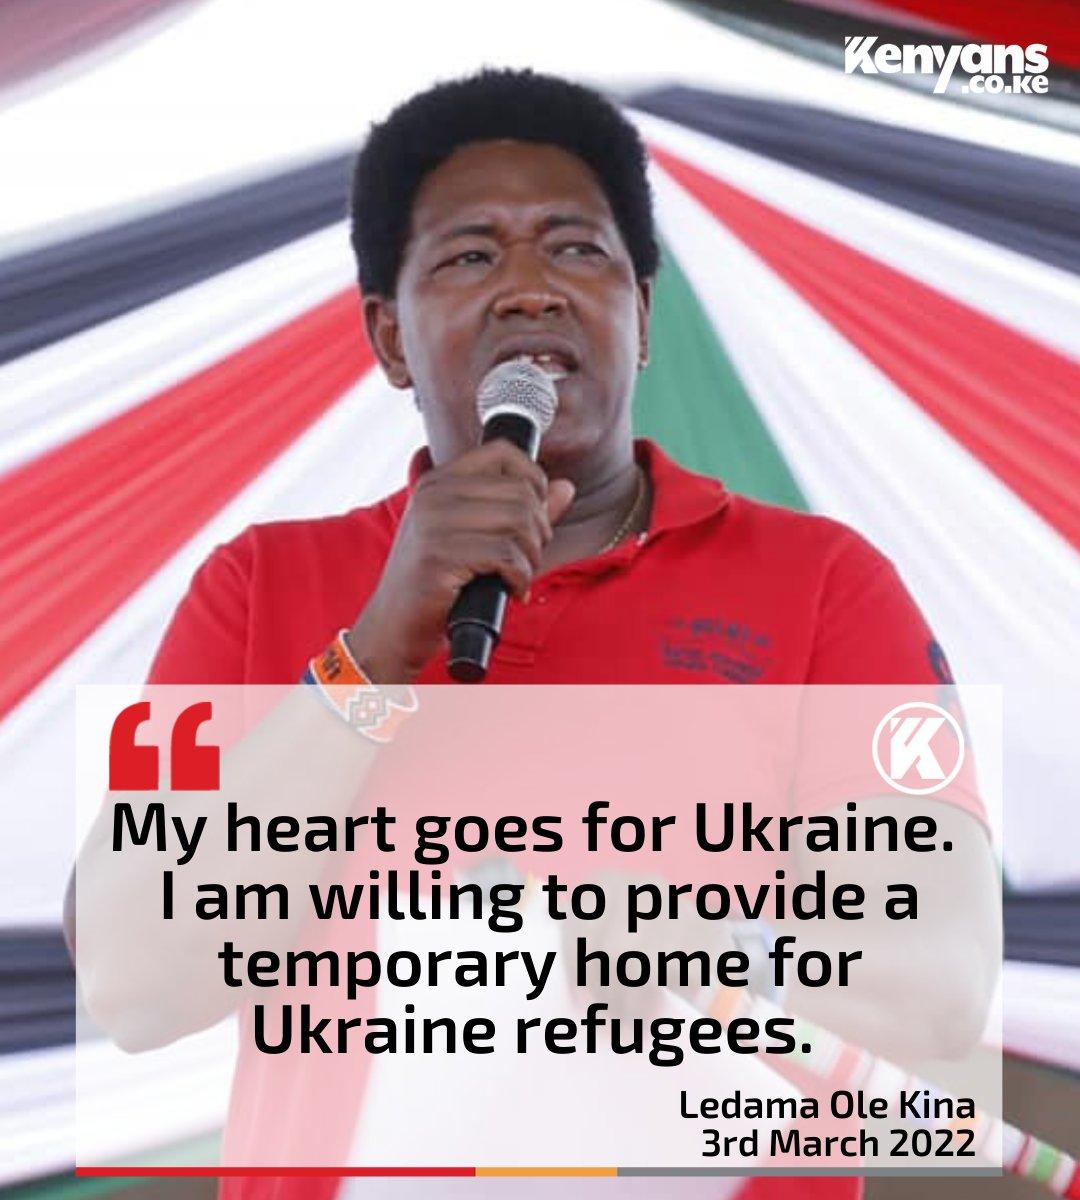 Kenyans
.co.ke
“
K
My heart goes for Ukraine.
I am willing to provide a
temporary home for
Ukraine refugees.
Ledama Ole Kina
3rd March 2022